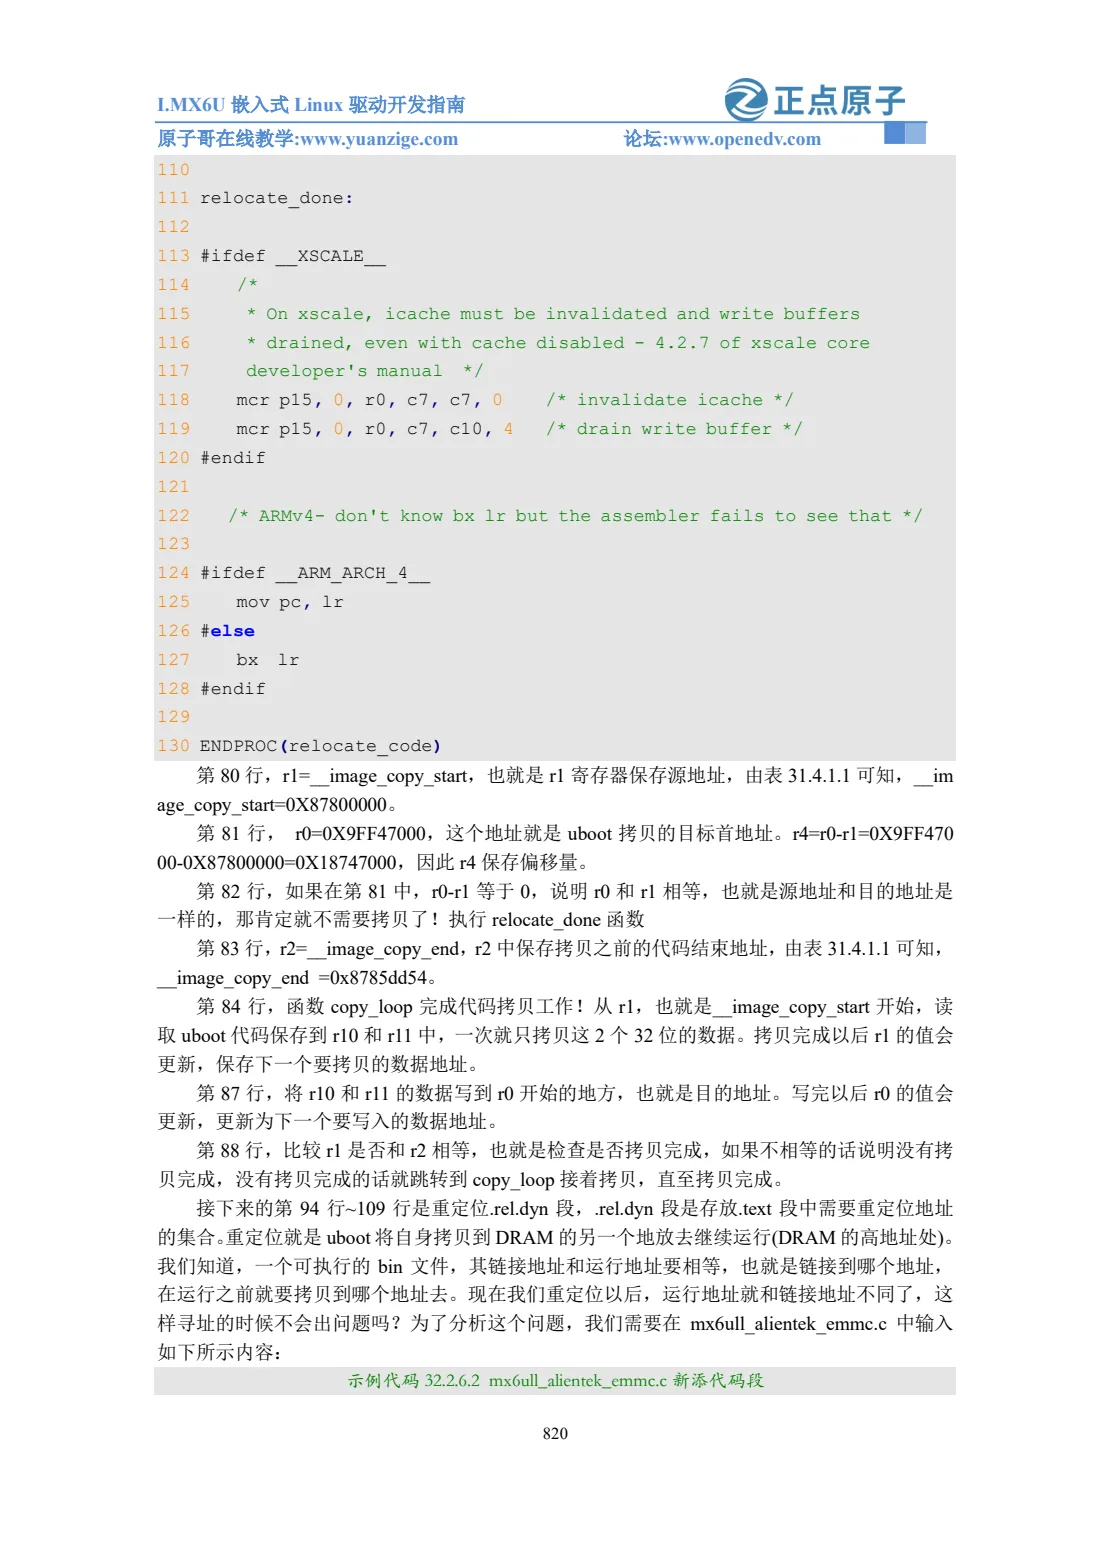 I.MX6U 嵌入式 Linux 驱动开发指南
正点原子
原子哥在线教学:www.yuanzige.com 论坛:www.openedv.com
110
111 relocate_done:
112
113 #ifdef __XSCALE__
114 /*
115 * On xscale, icache must be invalidated and write buffers
116 * drained, even with cache disabled - 4.2.7 of xscale core
117 developer's manual */
118 mcr p15, 0, r0, c7, c7, 0 /* invalidate icache */
119 mcr p15, 0, r0, c7, c10, 4 /* drain write buffer */
120 #endif
121
122 /* ARMv4- don't know bx lr but the assembler fails to see that */
123
124 #ifdef __ARM_ARCH_4__
125 mov pc, lr
126 #else
127 bx lr
128 #endif
129
130 ENDPROC(relocate_code)
第 80 行，r1=__image_copy_start，也就是 r1 寄存器保存源地址，由表 31.4.1.1 可知，__im
age_copy_start=0X87800000。
第 81 行， r0=0X9FF47000，这个地址就是 uboot 拷贝的目标首地址。r4=r0-r1=0X9FF470
00-0X87800000=0X18747000，因此 r4 保存偏移量。
第 82 行，如果在第 81 中，r0-r1 等于 0，说明 r0 和 r1 相等，也就是源地址和目的地址是
一样的，那肯定就不需要拷贝了！执行 relocate_done 函数
第 83 行，r2=__image_copy_end，r2 中保存拷贝之前的代码结束地址，由表 31.4.1.1 可知，
__image_copy_end =0x8785dd54。
第 84 行，函数 copy_loop 完成代码拷贝工作！从 r1，也就是__image_copy_start 开始，读
取 uboot 代码保存到 r10 和 r11 中，一次就只拷贝这 2 个 32 位的数据。拷贝完成以后 r1 的值会
更新，保存下一个要拷贝的数据地址。
第 87 行，将 r10 和 r11 的数据写到 r0 开始的地方，也就是目的地址。写完以后 r0 的值会
更新，更新为下一个要写入的数据地址。
第 88 行，比较 r1 是否和 r2 相等，也就是检查是否拷贝完成，如果不相等的话说明没有拷
贝完成，没有拷贝完成的话就跳转到 copy_loop 接着拷贝，直至拷贝完成。
接下来的第 94 行~109 行是重定位.rel.dyn 段，.rel.dyn 段是存放.text 段中需要重定位地址
的集合。重定位就是 uboot 将自身拷贝到 DRAM 的另一个地放去继续运行(DRAM 的高地址处)。
我们知道，一个可执行的 bin 文件，其链接地址和运行地址要相等，也就是链接到哪个地址，
在运行之前就要拷贝到哪个地址去。现在我们重定位以后，运行地址就和链接地址不同了，这
样寻址的时候不会出问题吗？为了分析这个问题，我们需要在 mx6ull_alientek_emmc.c 中输入
如下所示内容：
示例代码 32.2.6.2 mx6ull_alientek_emmc.c 新添代码段
820